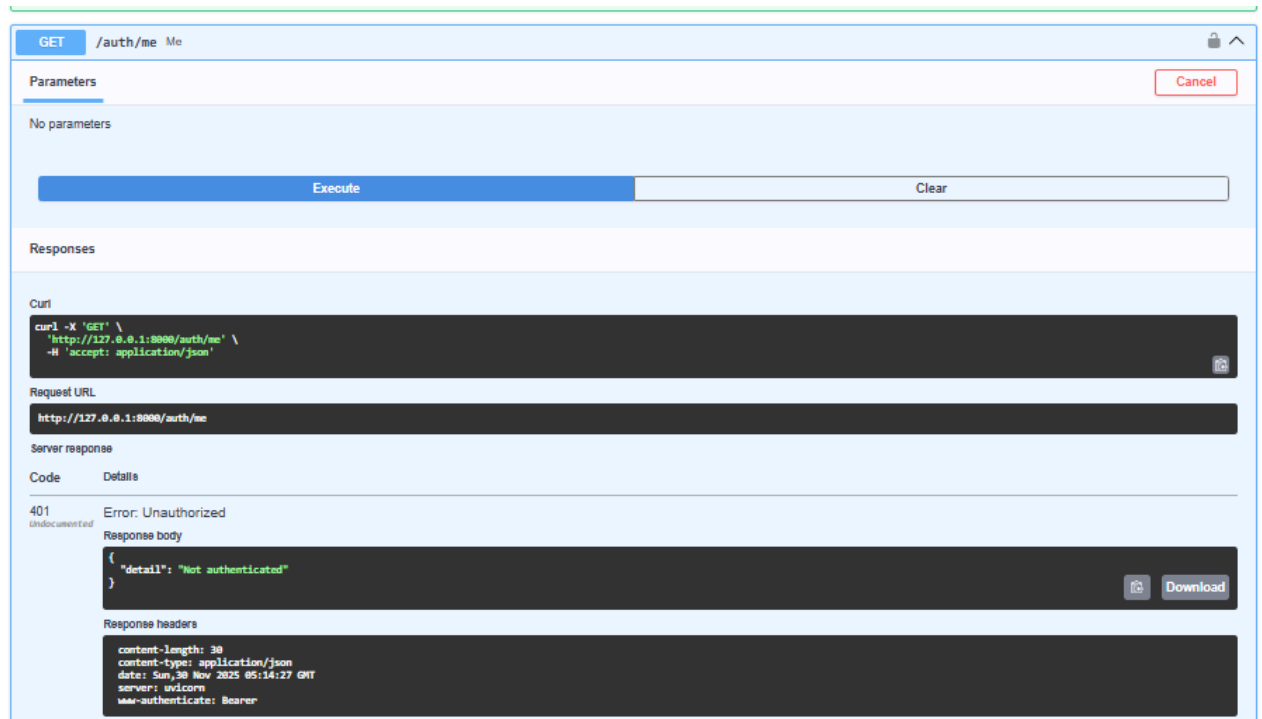 GET /auth/me Me
Parameters
Cancel
No parameters
Execute
Clear
Responses
Curl
curl -X 'GET' \
'http://127.0.0.1:8000/auth/me' \
-H 'accept: application/json'
Request URL
http://127.0.0.1:8000/auth/me
Server response
Code Details
401 Error: Unauthorized
Undocumented
Response body
{
"detail": "Not authenticated"
}
Download
Response headers
content-length: 30
content-type: application/json
date: Sun,30 Nov 2025 05:14:27 GMT
server: uvicorn
www-authenticate: Bearer